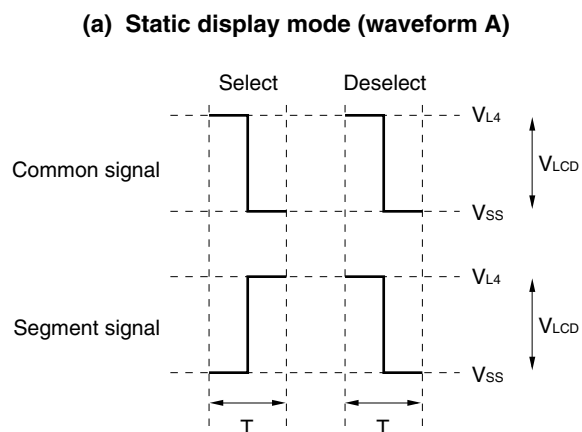 (a) Static display mode (waveform A)
Select Deselect
VL4
Common signal
VLCD
VSS
VL4
Segment signal
VLCD
VSS
T T